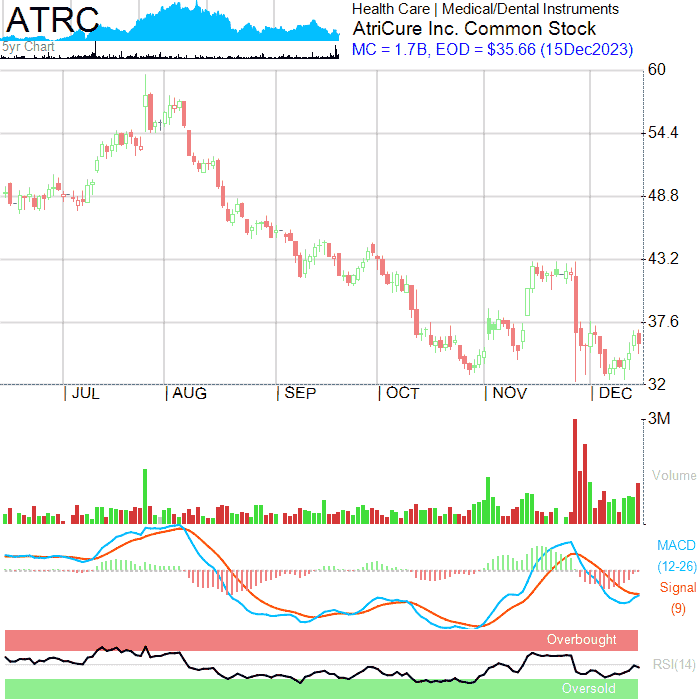 ATRC
5yr Chart
Health Care | Medical/Dental Instruments
AtriCure Inc. Common Stock
MC = 1.7B, EOD = $35.66 (15Dec2023)
60
54.4
48.8
43.2
37.6
32
| JUL | AUG | SEP | OCT | NOV | DEC
3M
Volume
MACD
(12-26)
Signal
(9)
Overbought
RSI(14)
Oversold